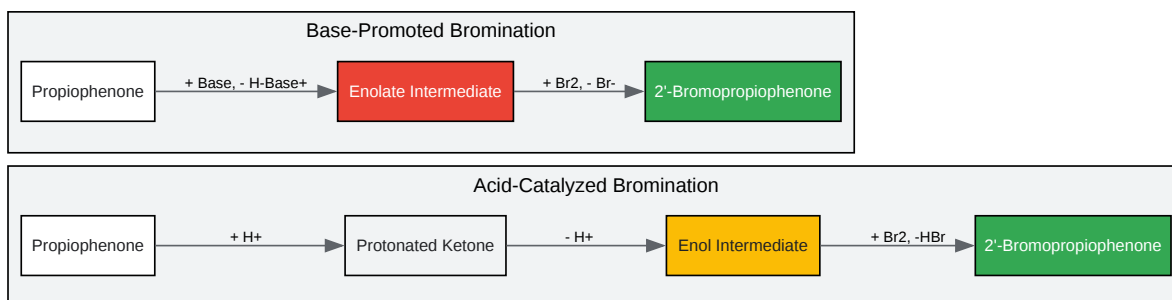 Base-Promoted Bromination
Propiophenone
+ Base, - H-Base+
Enolate Intermediate
+ Br2, - Br-
2'-Bromopropiophenone
Acid-Catalyzed Bromination
Propiophenone
+ H+
Protonated Ketone
- H+
Enol Intermediate
+ Br2, -HBr
2'-Bromopropiophenone